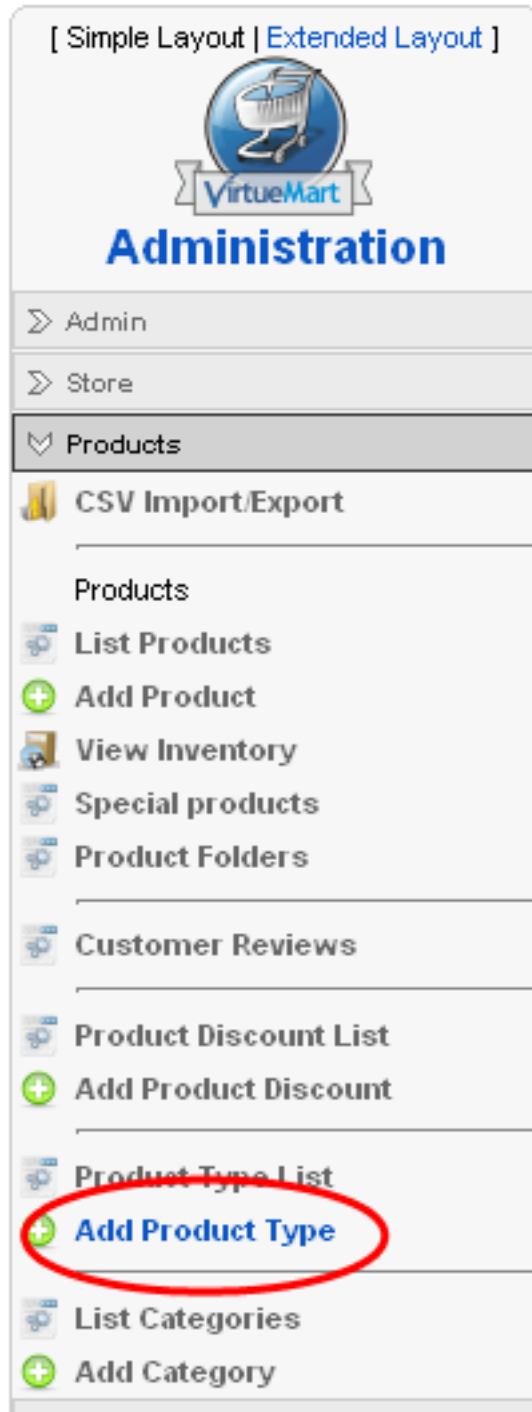 [ Simple Layout | Extended Layout ]
VirtueMart
Administration
Admin
Store
Products
CSV Import/Export
Products
List Products
Add Product
View Inventory
Special products
Product Folders
Customer Reviews
Product Discount List
Add Product Discount
Product Type List
Add Product Type
List Categories
Add Category